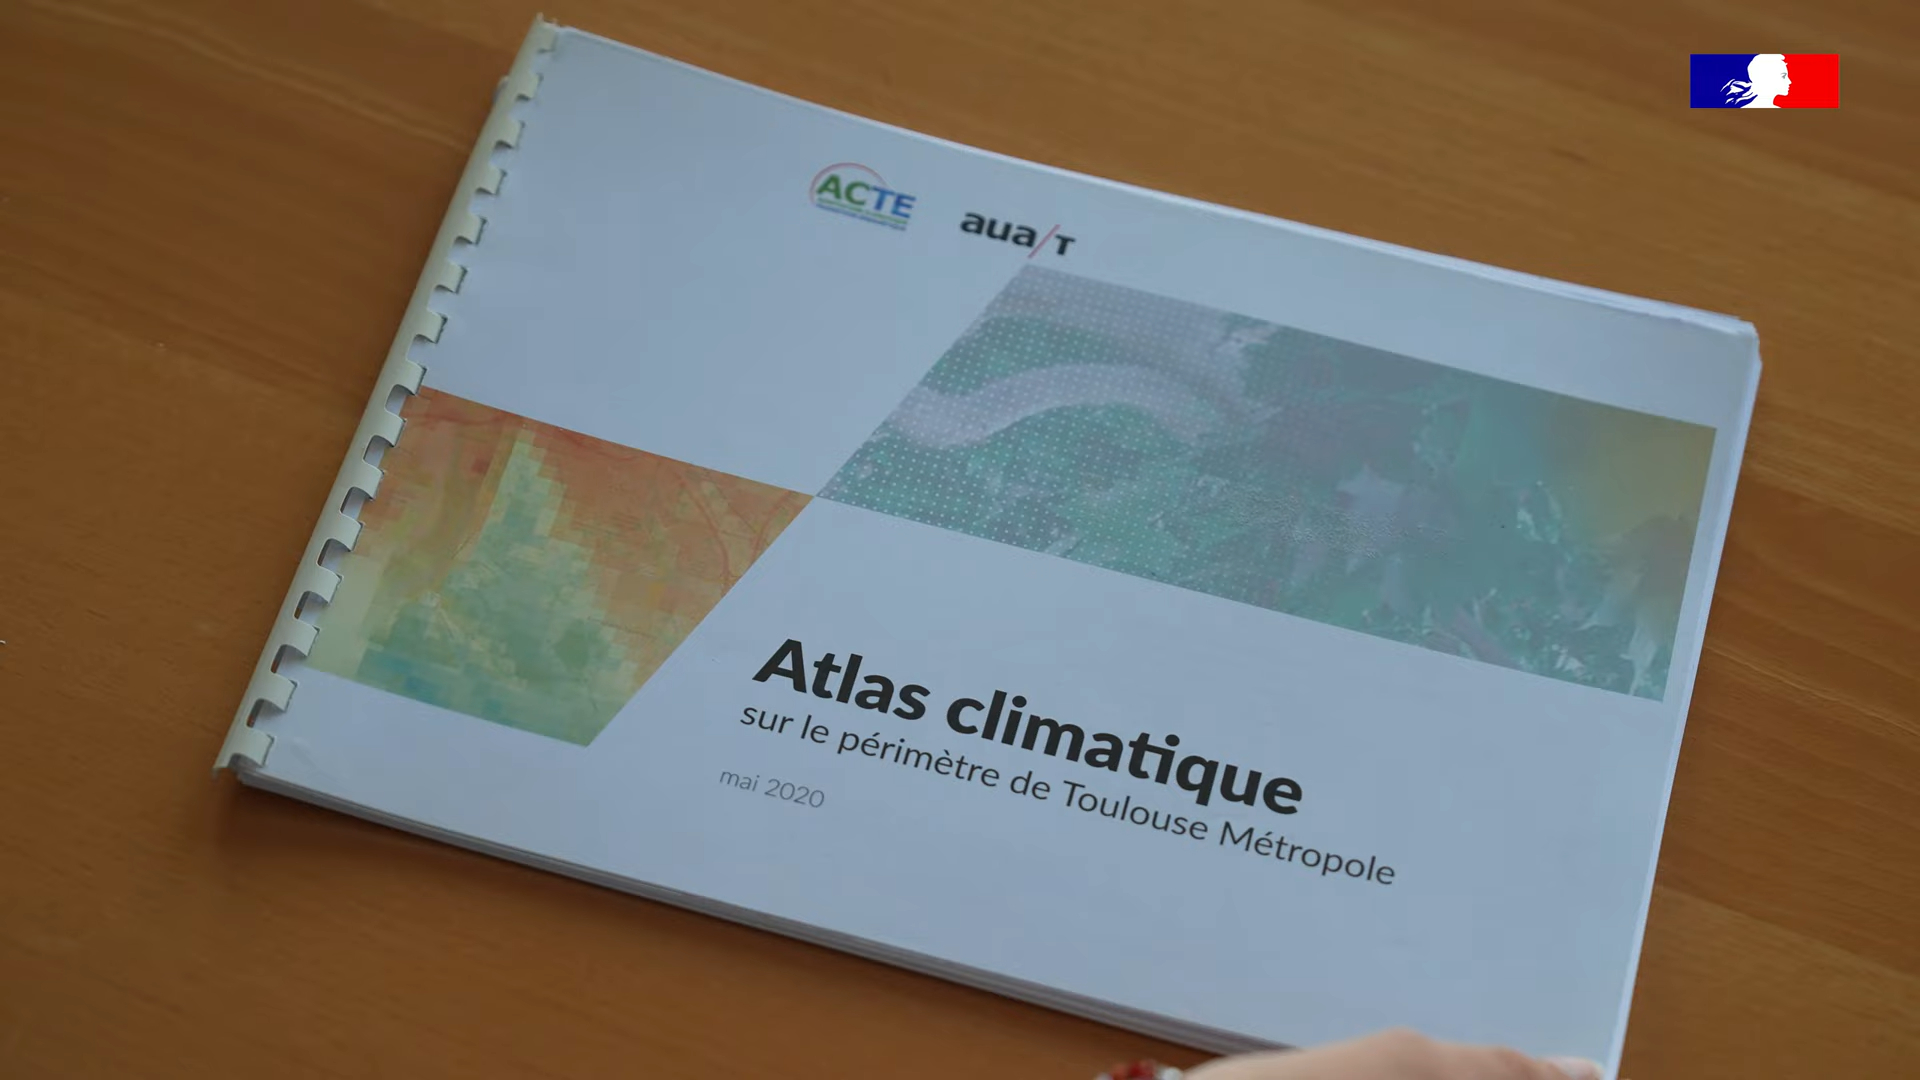 ACTE
aua/T
Atlas climatique
sur le périmètre de Toulouse Métropole
mai 2020